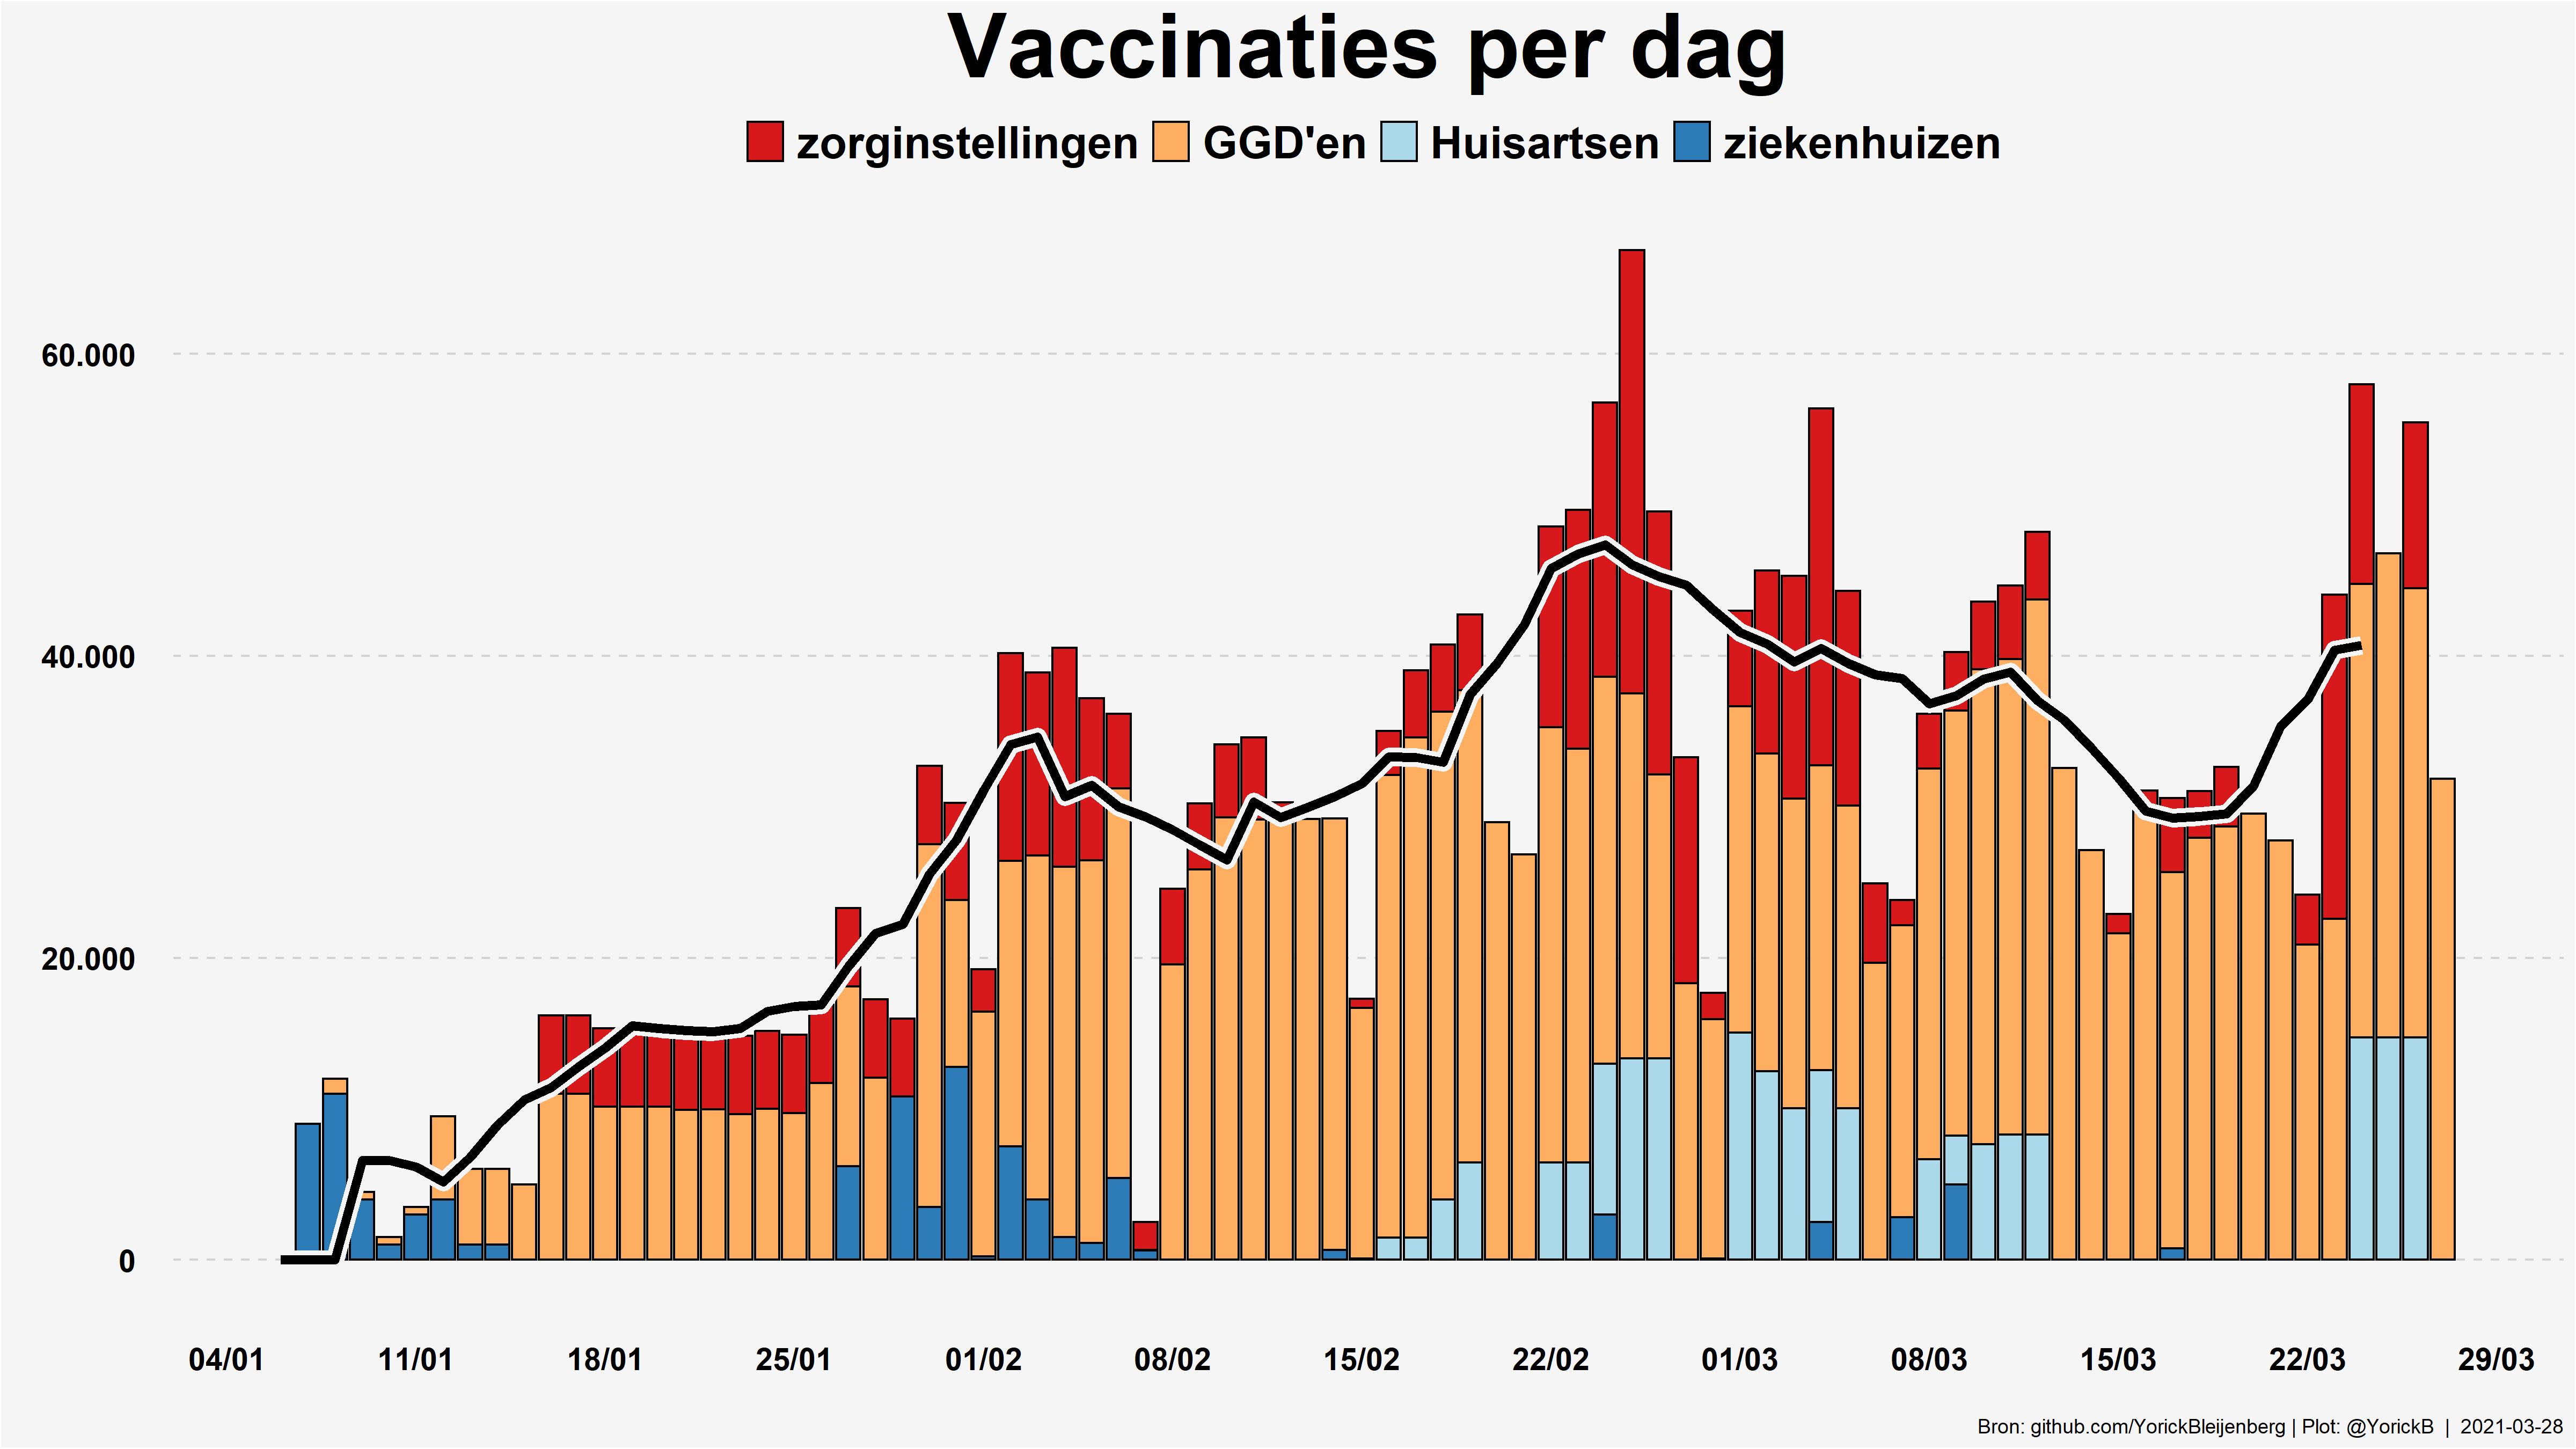 Vaccinaties per dag
zorginstellingen GGD'en Huisartsen ziekenhuizen
60.000
40.000
20.000
0
04/01 11/01 18/01 25/01 01/02 08/02 15/02 22/02 01/03 08/03 15/03 22/03 29/03
Bron: github.com/YorickBleijenberg | Plot: @YorickB | 2021-03-28